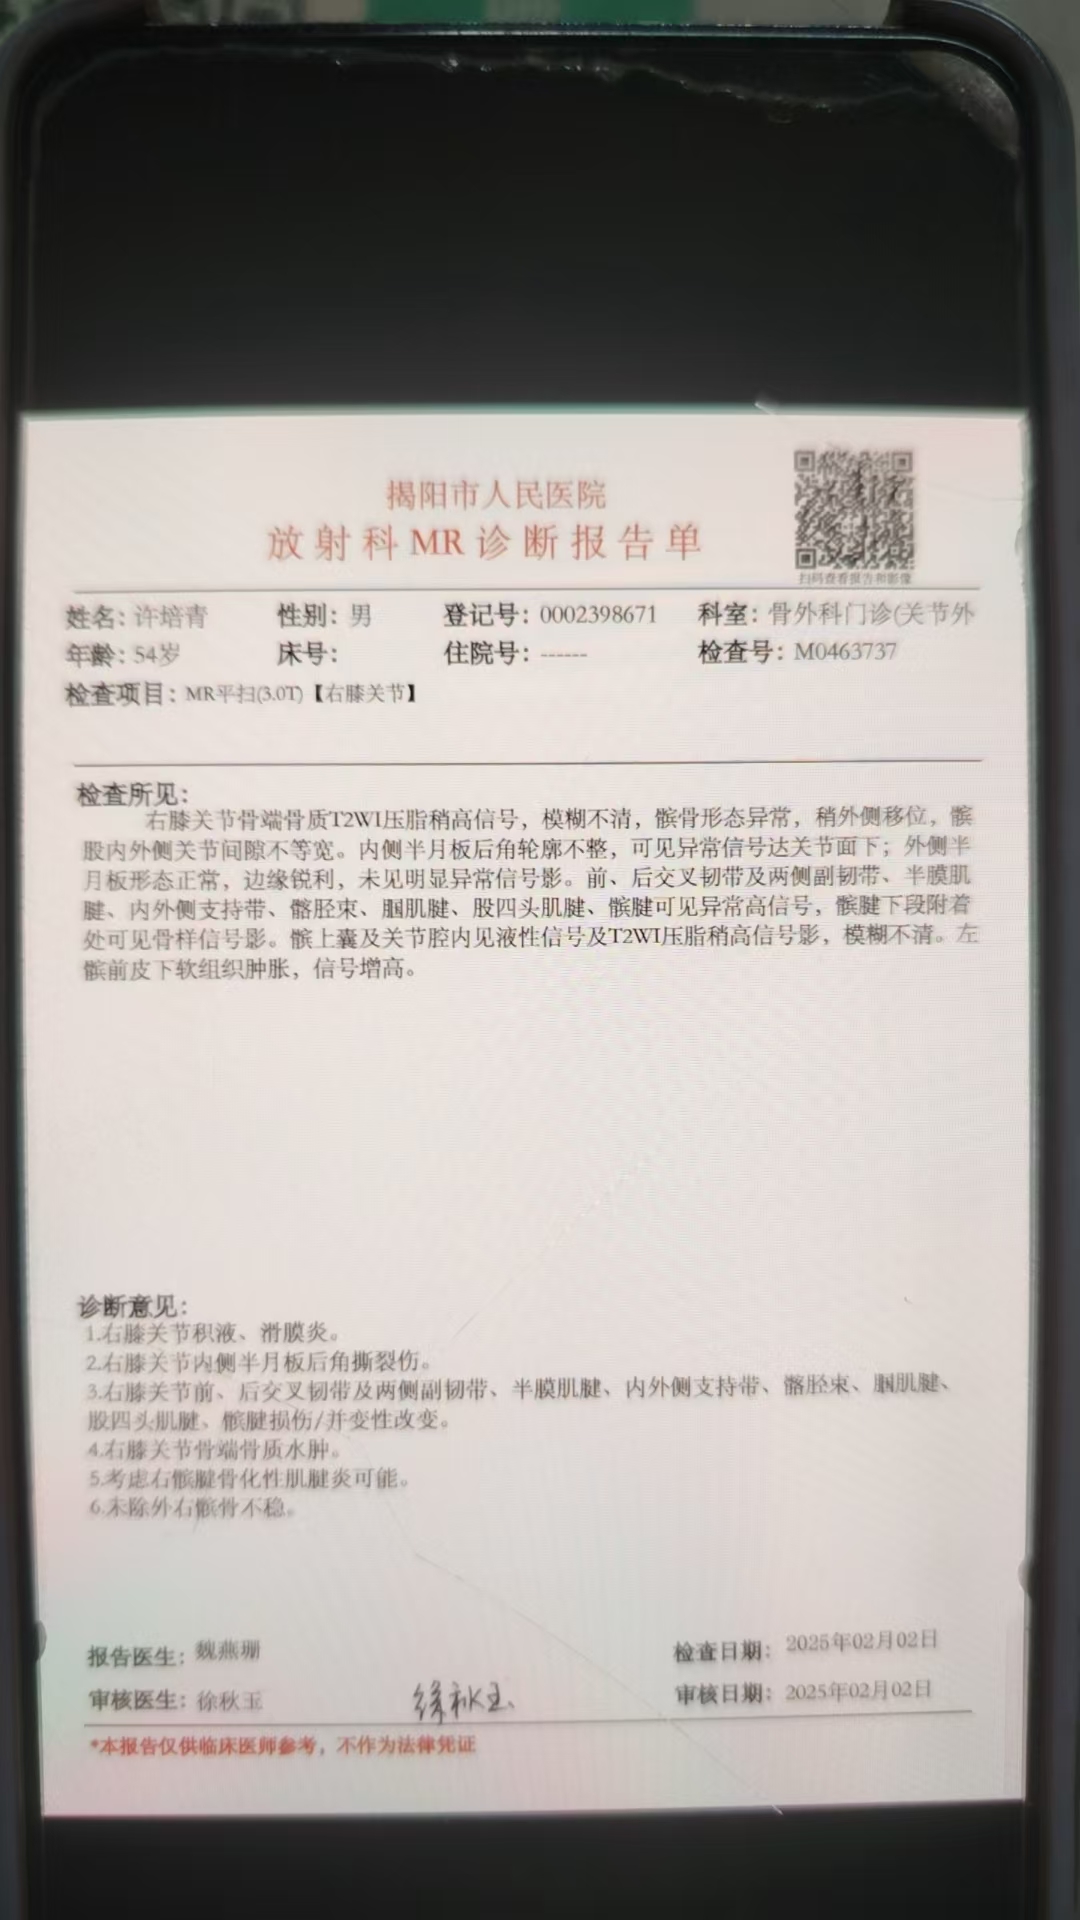 揭阳市人民医院
放射科MR诊断报告单
扫码查看报告和影像
姓名：许培青 性别：男 登记号：0002398671 科室：骨外科门诊(关节外
年龄：54岁 床号： 住院号：------ 检查号：M0463737
检查项目：MR平扫(3.0T)【右膝关节】
检查所见：
右膝关节骨端骨质T2WI压脂稍高信号，模糊不清，髌骨形态异常，稍外侧移位，髌
股内外侧关节间隙不等宽。内侧半月板后角轮廓不整，可见异常信号达关节面下；外侧半
月板形态正常，边缘锐利，未见明显异常信号影。前、后交叉韧带及两侧副韧带、半膜肌
腱、内外侧支持带、髂胫束、腘肌腱、股四头肌腱、髌腱可见异常高信号，髌腱下段附着
处可见骨样信号影。髌上囊及关节腔内见液性信号及T2WI压脂稍高信号影，模糊不清。左
髌前皮下软组织肿胀，信号增高。
诊断意见：
1.右膝关节积液、滑膜炎。
2.右膝关节内侧半月板后角撕裂伤。
3.右膝关节前、后交叉韧带及两侧副韧带、半膜肌腱、内外侧支持带、髂胫束、腘肌腱、
股四头肌腱、髌腱损伤/并变性改变。
4.右膝关节骨端骨质水肿。
5.考虑右髌腱骨化性肌腱炎可能。
6.未除外右髌骨不稳。
报告医生：魏燕珊 检查日期：2025年02月02日
审核医生：徐秋玉 徐秋玉 审核日期：2025年02月02日
*本报告仅供临床医师参考，不作为法律凭证